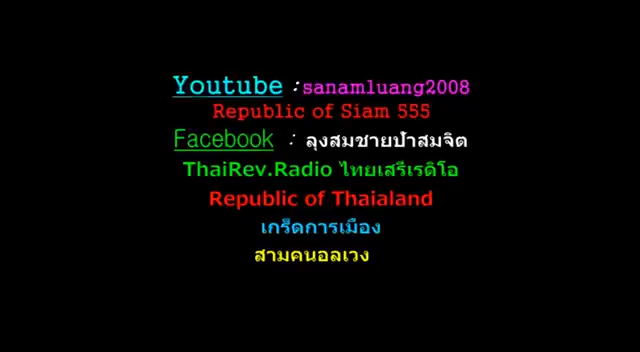 Youtube : sanamluang2008
Republic of Siam 555
Facebook : ลุงสมชายป้าสมจิต
ThaiRev.Radio ไทยเสรีเรดิโอ
Republic of Thaialand
เกร็ดการเมือง
สามคนอลเวง